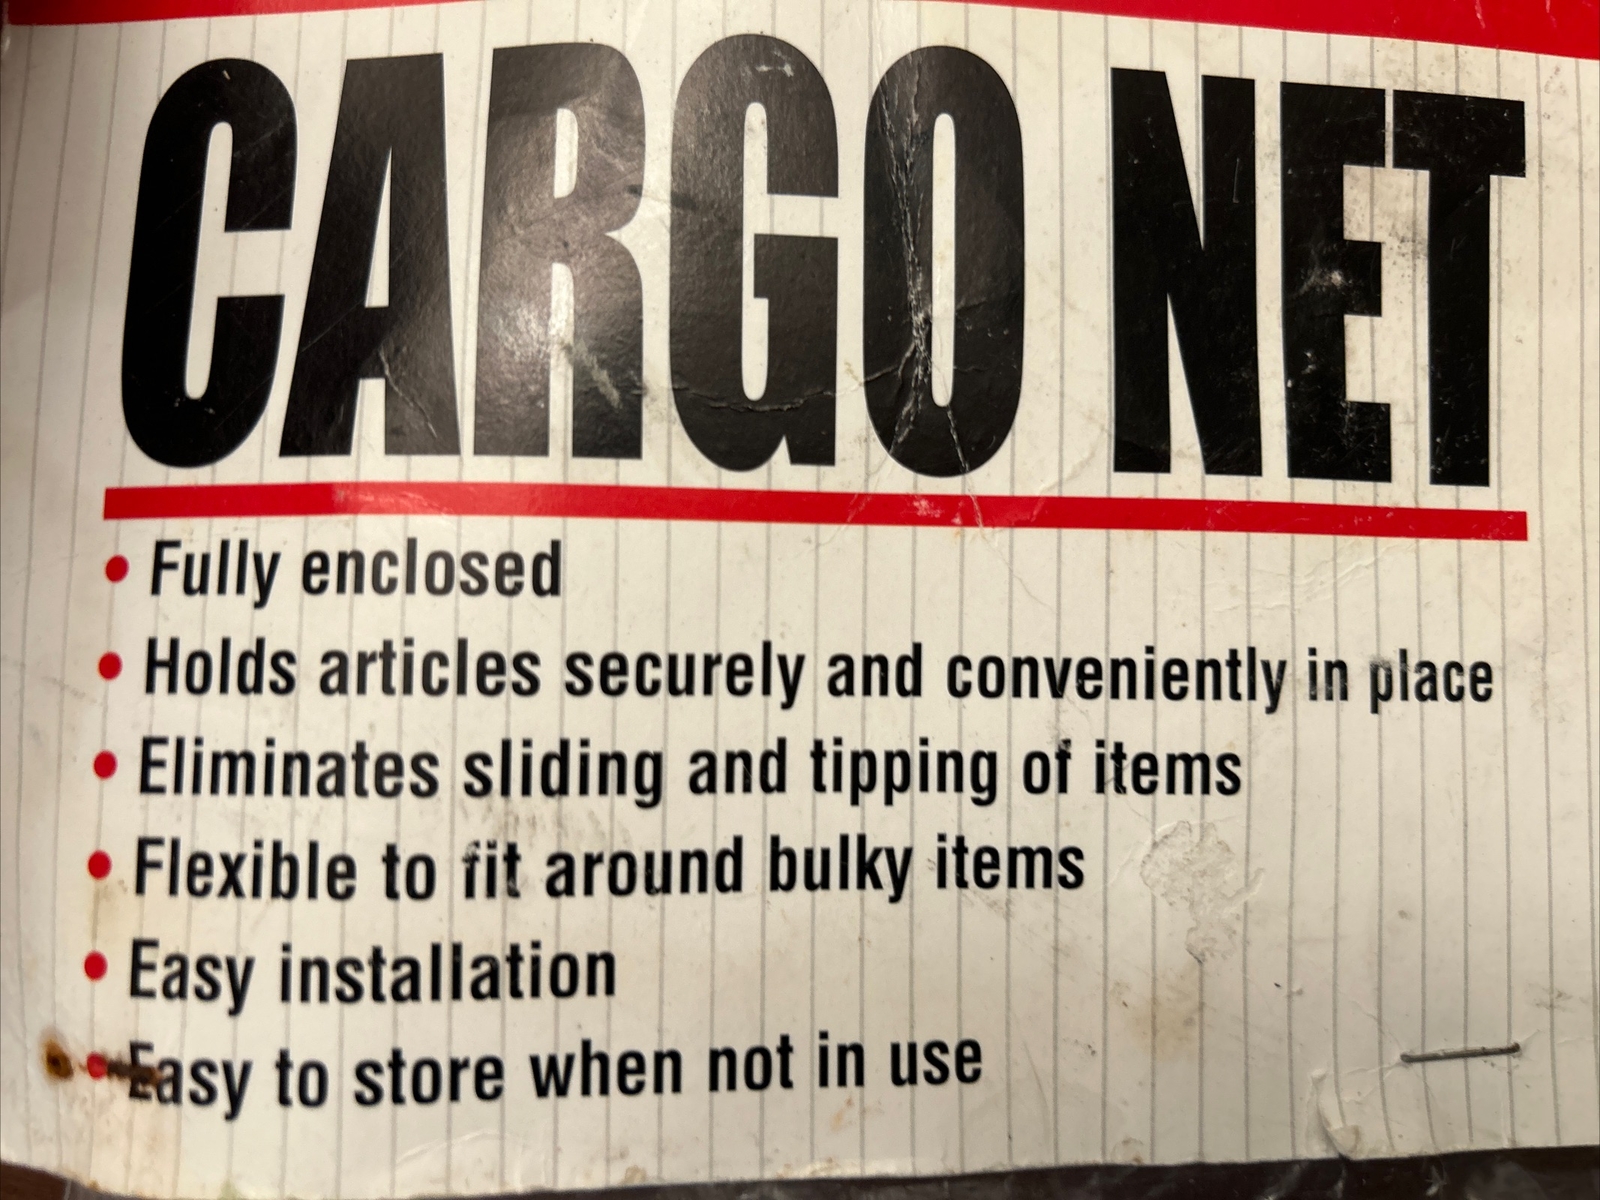 CARGO NET
• Fully enclosed
• Holds articles securely and conveniently in place
• Eliminates sliding and tipping of items
• Flexible to fit around bulky items
• Easy installation
• Easy to store when not in use